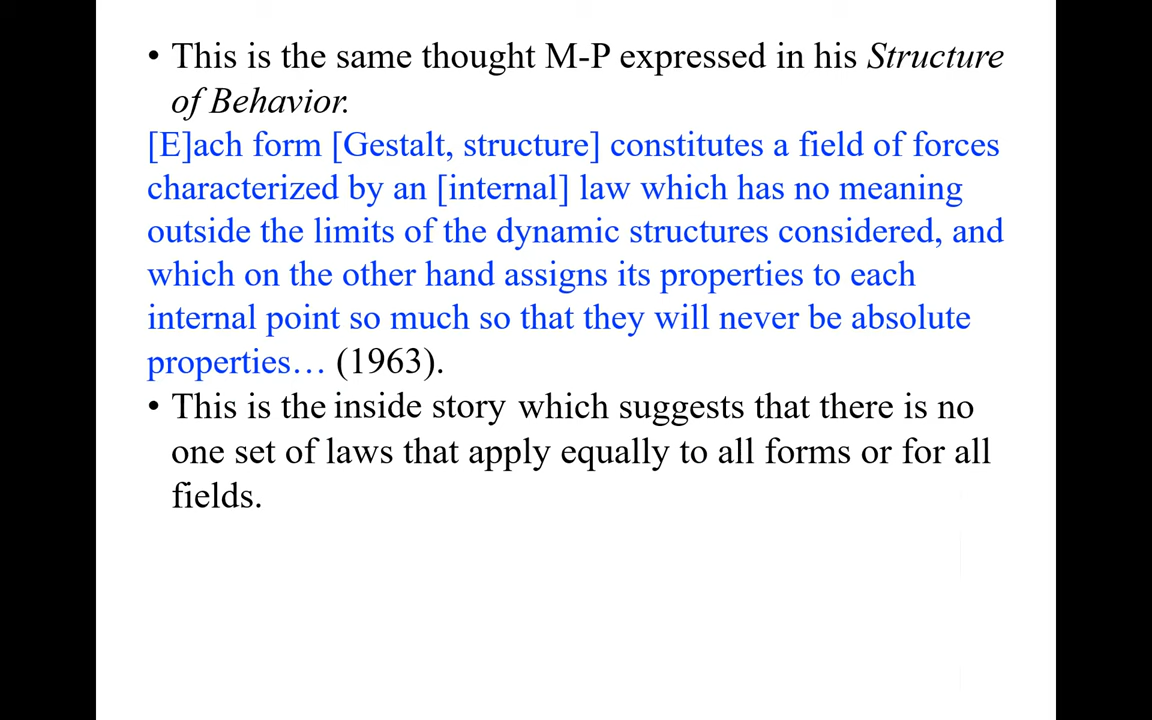 • This is the same thought M-P expressed in his Structure
of Behavior.
[E]ach form [Gestalt, structure] constitutes a field of forces
characterized by an [internal] law which has no meaning
outside the limits of the dynamic structures considered, and
which on the other hand assigns its properties to each
internal point so much so that they will never be absolute
properties… (1963).
• This is the inside story which suggests that there is no
one set of laws that apply equally to all forms or for all
fields.